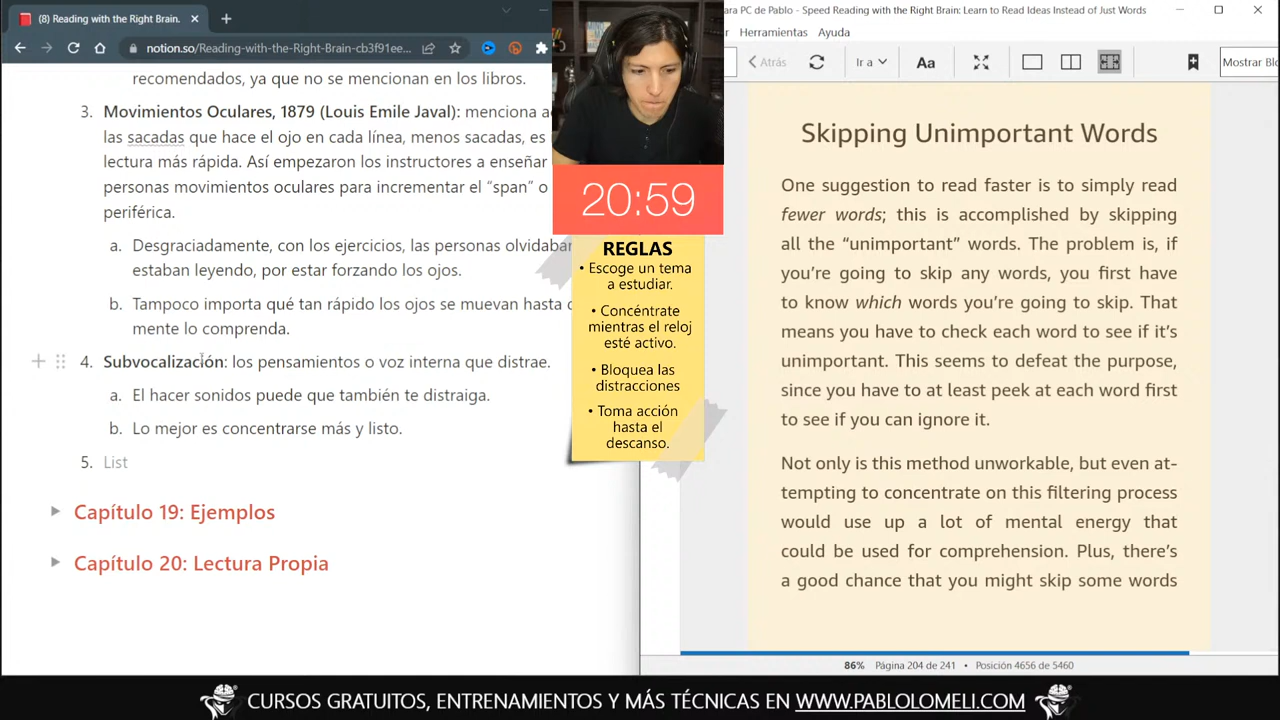 (8) Reading with the Right Brain.
notion.so/Reading-with-the-Right-Brain-cb3f91ee...
recomendados, ya que no se mencionan en los libros.
3. Movimientos Oculares, 1879 (Louis Emile Javal): menciona
las sacadas que hace el ojo en cada línea, menos sacadas, es
lectura más rápida. Así empezaron los instructores a enseñar
personas movimientos oculares para incrementar el “span” o
periférica.
a. Desgraciadamente, con los ejercicios, las personas olvidaban
estaban leyendo, por estar forzando los ojos.
b. Tampoco importa qué tan rápido los ojos se muevan hasta
mente lo comprenda.
4. Subvocalización: los pensamientos o voz interna que distrae.
a. El hacer sonidos puede que también te distraiga.
b. Lo mejor es concentrarse más y listo.
5. List
Capítulo 19: Ejemplos
Capítulo 20: Lectura Propia
20:59
REGLAS
• Escoge un tema
a estudiar.
• Concéntrate
mientras el reloj
esté activo.
• Bloquea las
distracciones
• Toma acción
hasta el
descanso.
ara PC de Pablo - Speed Reading with the Right Brain: Learn to Read Ideas Instead of Just Words
Herramientas Ayuda
Atrás Ir a Aa Mostrar Blo
Skipping Unimportant Words
One suggestion to read faster is to simply read
fewer words; this is accomplished by skipping
all the “unimportant” words. The problem is, if
you’re going to skip any words, you first have
to know which words you’re going to skip. That
means you have to check each word to see if it’s
unimportant. This seems to defeat the purpose,
since you have to at least peek at each word first
to see if you can ignore it.
Not only is this method unworkable, but even at-
tempting to concentrate on this filtering process
would use up a lot of mental energy that
could be used for comprehension. Plus, there’s
a good chance that you might skip some words
86% Página 204 de 241 • Posición 4656 de 5460
CURSOS GRATUITOS, ENTRENAMIENTOS Y MÁS TÉCNICAS EN WWW.PABLOLOMELI.COM